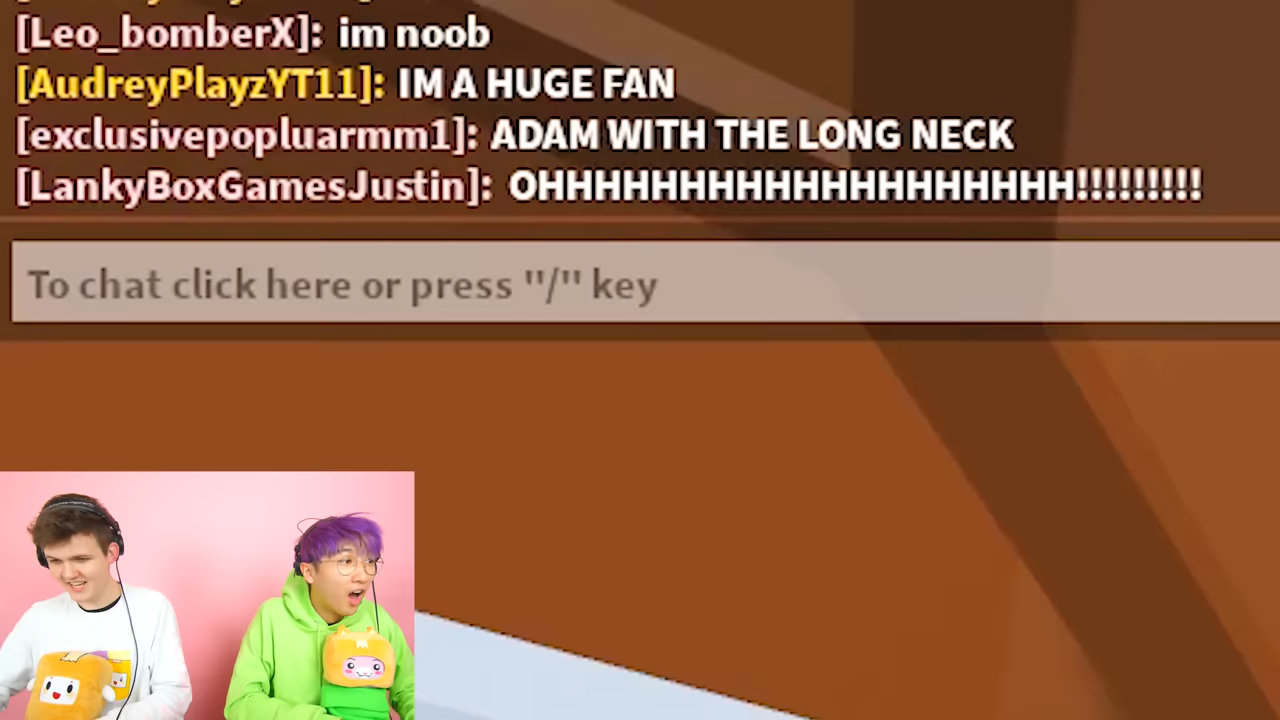 [Leo_bomberX]: im noob
[AudreyPlayzYT11]: IM A HUGE FAN
[exclusivepopluarmm1]: ADAM WITH THE LONG NECK
[LankyBoxGamesJustin]: OHHHHHHHHHHHHHHHHHHHH!!!!!!!!!
To chat click here or press "/" key